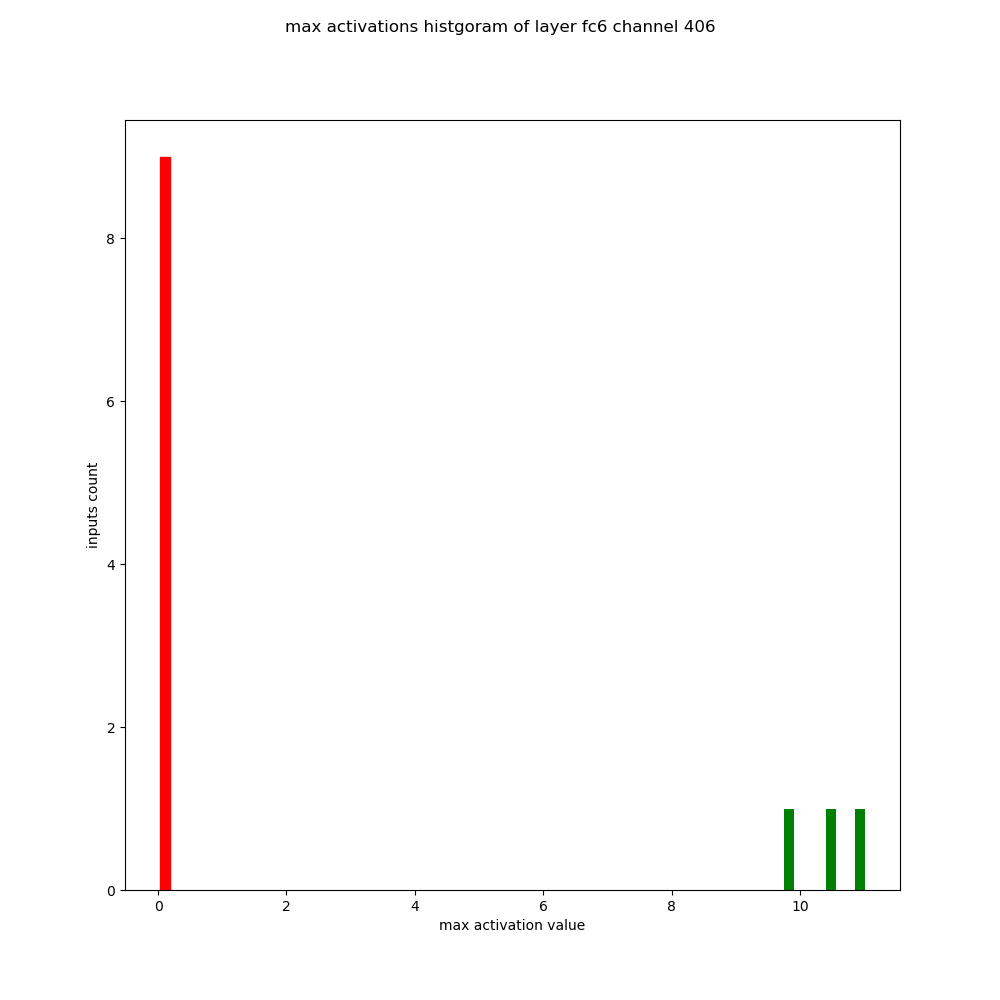 max activations histgoram of layer fc6 channel 406
8
6
4
2
0
inputs count
0 2 4 6 8 10
max activation value